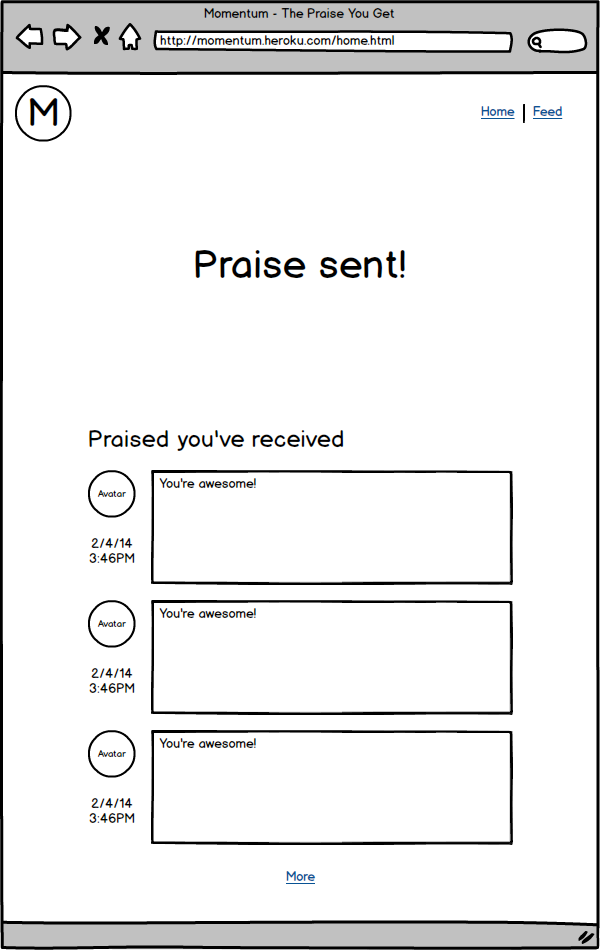 Momentum - The Praise You Get
http://momentum.heroku.com/home.html
M
Home | Feed
Praise sent!
Praised you've received
Avatar
You're awesome!
2/4/14
3:46PM
Avatar
You're awesome!
2/4/14
3:46PM
Avatar
You're awesome!
2/4/14
3:46PM
More